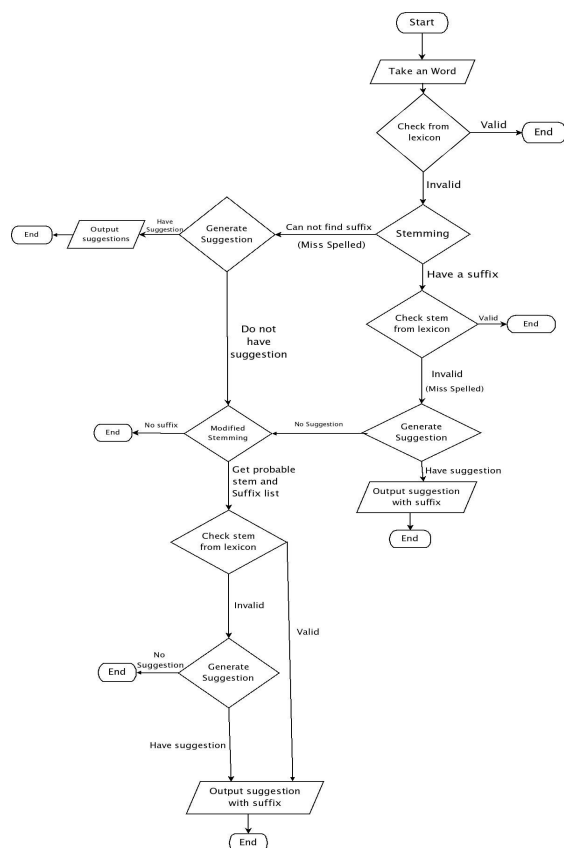 Start
Take an Word
Check from
lexicon
Valid
End
Invalid
Stemming
Can not find suffix
(Miss Spelled)
Generate
Suggestion
Have
Suggestion
Output
suggestions
End
Have a suffix
Check stem
from lexicon
Valid
End
Do not
have
suggestion
Invalid
(Miss Spelled)
Generate
Suggestion
No Suggestion
Modified
Stemming
No suffix
End
Have suggestion
Output suggestion
with suffix
End
Get probable
stem and
Suffix list
Check stem
from lexicon
Invalid
Valid
Generate
Suggestion
No
Suggestion
End
Have suggestion
Output suggestion
with suffix
End